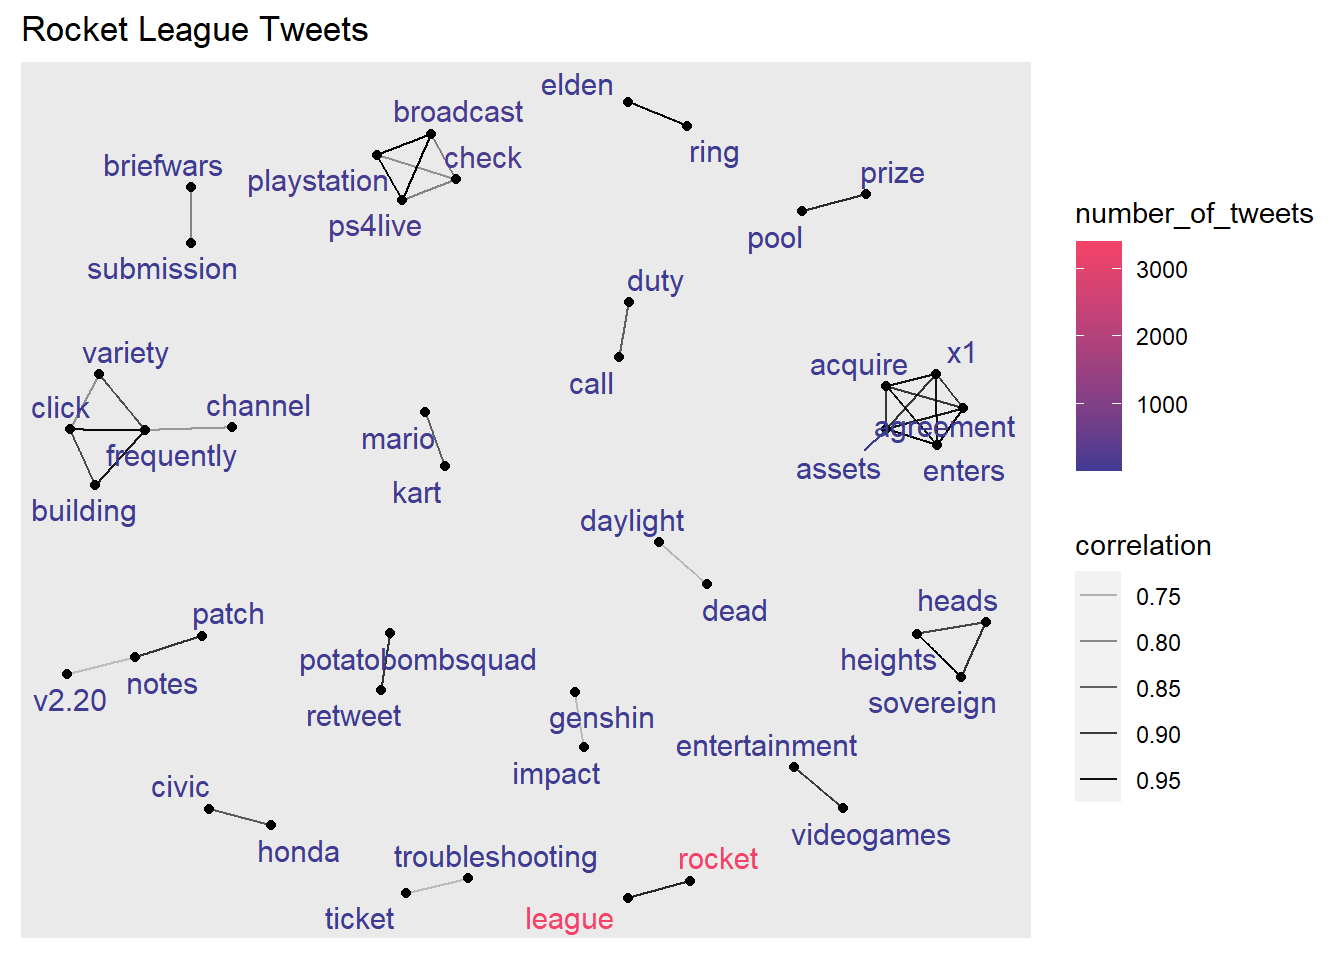 Rocket League Tweets
elden
broadcast
ring
check
briefwars
playstation
prize
ps4live
pool
submission
duty
variety
x1
acquire
call
click
channel
mario
agreement
frequently
assets
enters
kart
building
daylight
patch
dead
heads
potatobombsquad
heights
notes
v2.20
sovereign
retweet
genshin
entertainment
impact
civic
videogames
honda
troubleshooting
rocket
ticket
league
number_of_tweets
3000
2000
1000
correlation
0.75
0.80
0.85
0.90
0.95